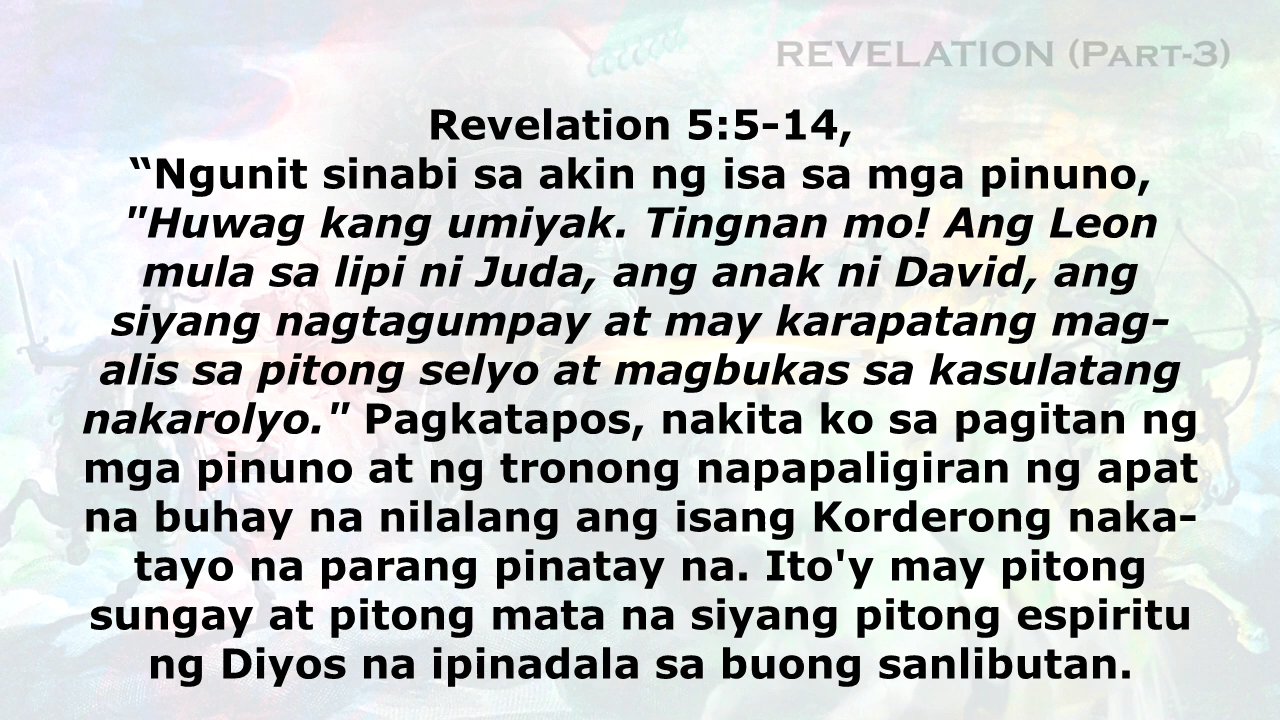 REVELATION (PART-3)
Revelation 5:5-14,
“Ngunit sinabi sa akin ng isa sa mga pinuno,
"Huwag kang umiyak. Tingnan mo! Ang Leon
mula sa lipi ni Juda, ang anak ni David, ang
siyang nagtagumpay at may karapatang mag-
alis sa pitong selyo at magbukas sa kasulatang
nakarolyo." Pagkatapos, nakita ko sa pagitan ng
mga pinuno at ng tronong napapaligiran ng apat
na buhay na nilalang ang isang Korderong naka-
tayo na parang pinatay na. Ito'y may pitong
sungay at pitong mata na siyang pitong espiritu
ng Diyos na ipinadala sa buong sanlibutan.